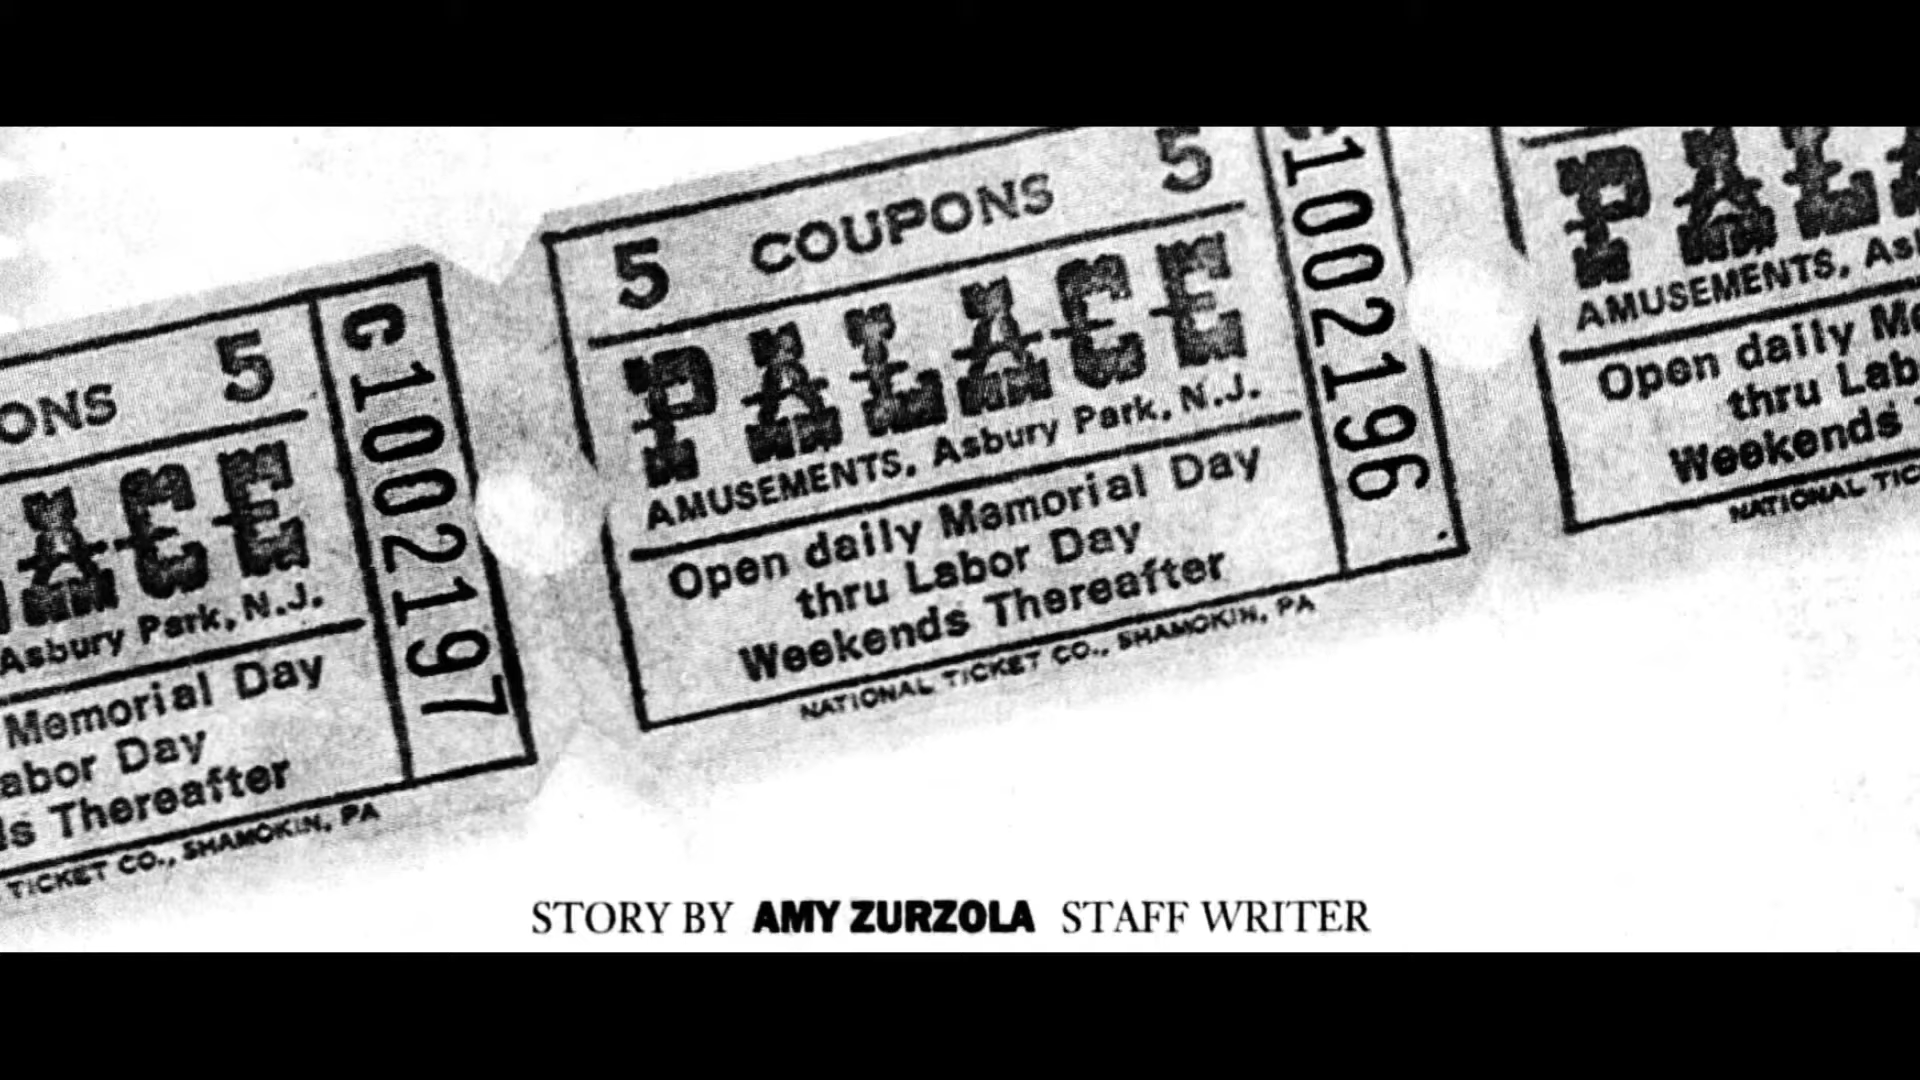 ONS 5
ACE
Asbury Park, N.J.
Memorial Day
abor Day
s Thereafter
TICKET CO., SHAMOKIN, PA
C1002197
5 COUPONS 5
PALACE
AMUSEMENTS, Asbury Park, N.J.
Open daily Memorial Day
thru Labor Day
Weekends Thereafter
NATIONAL TICKET CO., SHAMOKIN, PA
C1002196
PALA
AMUSEMENTS, Asb
Open daily Me
thru Lab
Weekends
NATIONAL TIC
STORY BY AMY ZURZOLA STAFF WRITER